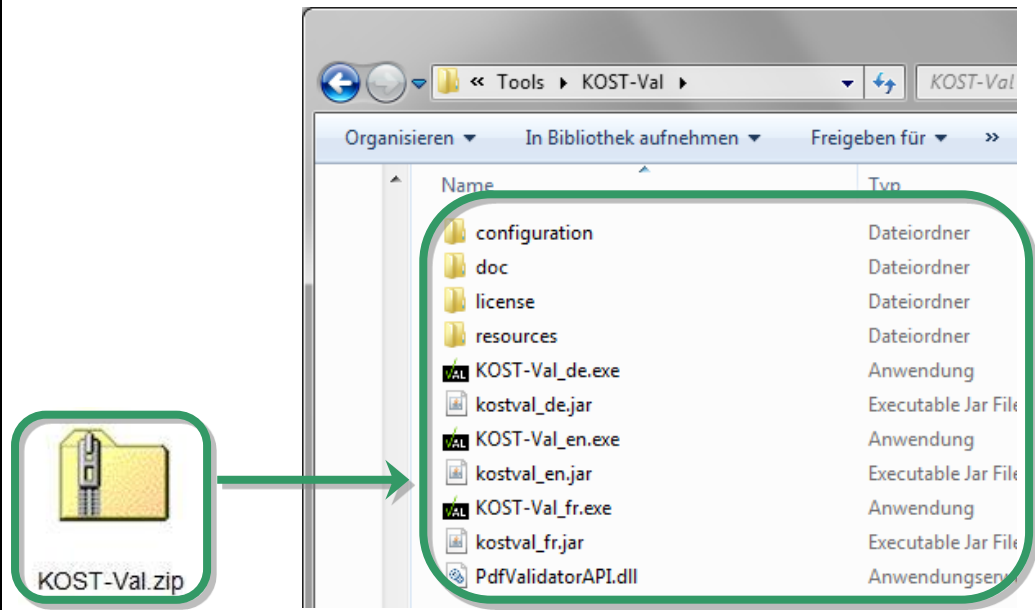 « Tools ▸ KOST-Val ▸ KOST-Val
Organisieren ▾ In Bibliothek aufnehmen ▾ Freigeben für ▾ »
Name Typ
configuration Dateiordner
doc Dateiordner
license Dateiordner
resources Dateiordner
KOST-Val_de.exe Anwendung
kostval_de.jar Executable Jar File
KOST-Val_en.exe Anwendung
kostval_en.jar Executable Jar File
KOST-Val_fr.exe Anwendung
kostval_fr.jar Executable Jar File
PdfValidatorAPI.dll
KOST-Val.zip